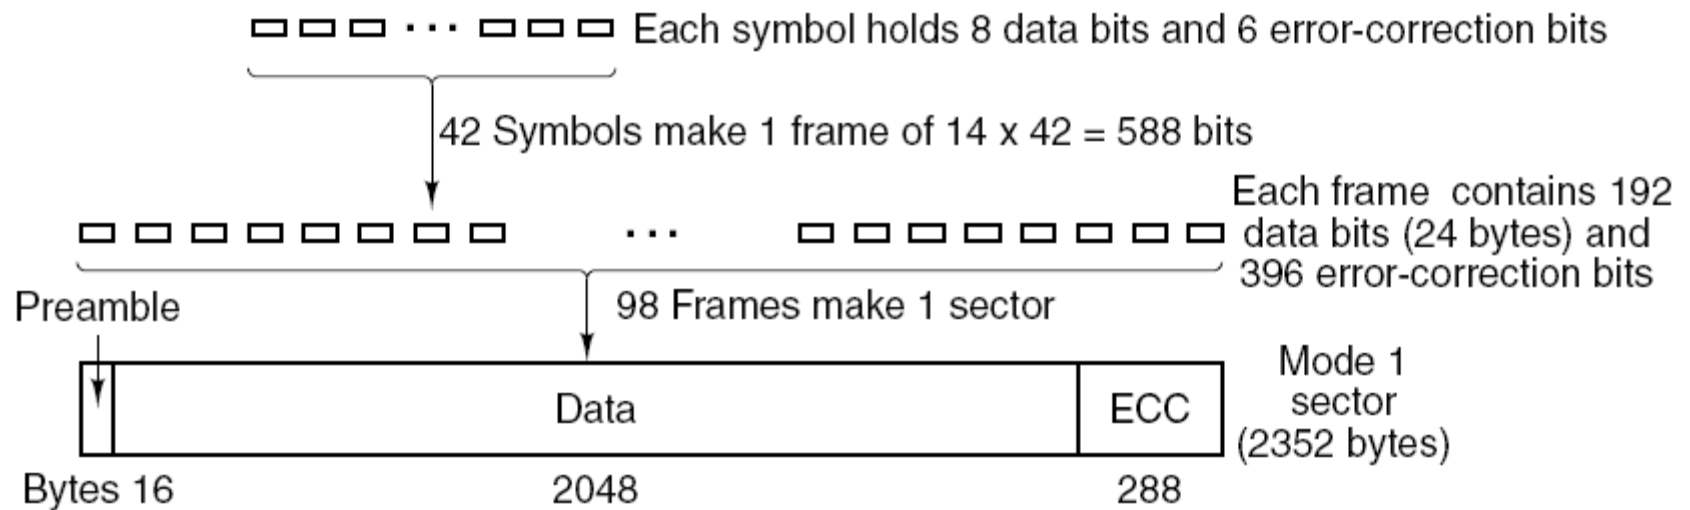 Each symbol holds 8 data bits and 6 error-correction bits
42 Symbols make 1 frame of 14 x 42 = 588 bits
Each frame contains 192
data bits (24 bytes) and
396 error-correction bits
Preamble
98 Frames make 1 sector
Data
ECC
Mode 1
sector
(2352 bytes)
Bytes 16
2048
288